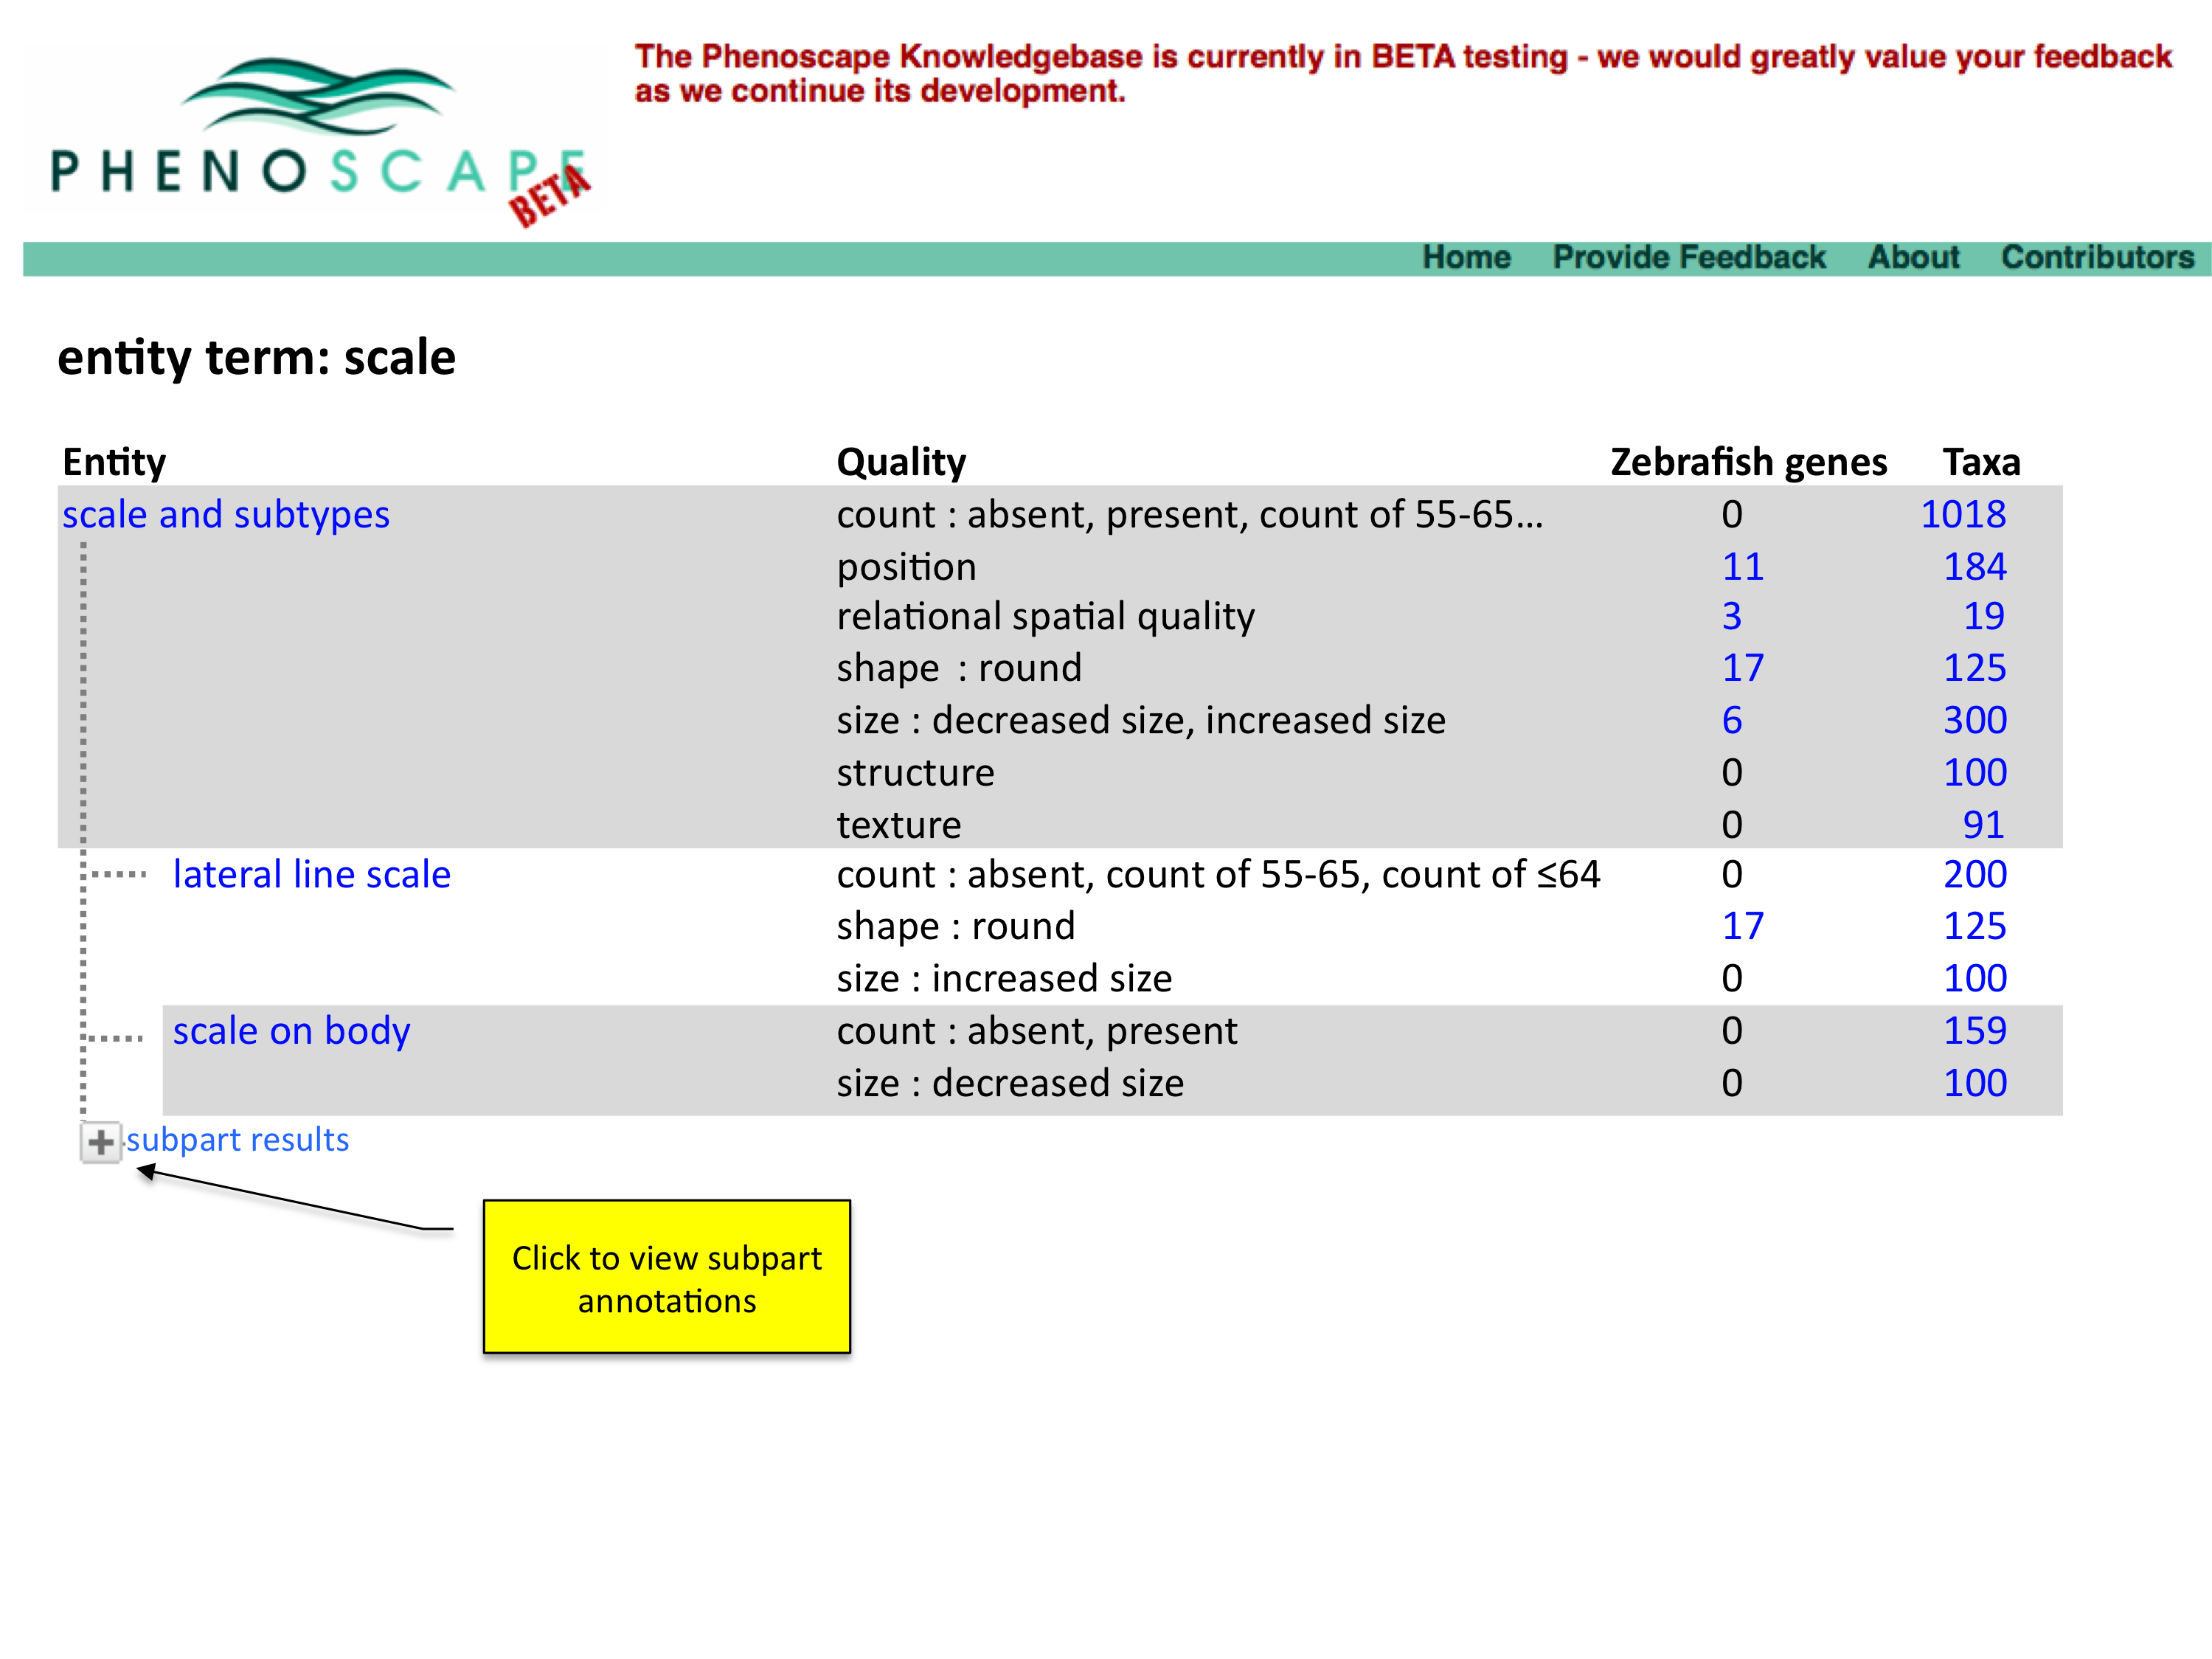 The Phenoscape Knowledgebase is currently in BETA testing - we would greatly value your feedback
as we continue its development.
PHENOSCAPE
BETA
Home Provide Feedback About Contributors
entity term: scale
Entity Quality Zebrafish genes Taxa
scale and subtypes count : absent, present, count of 55-65... 0 1018
position 11 184
relational spatial quality 3 19
shape : round 17 125
size : decreased size, increased size 6 300
structure 0 100
texture 0 91
lateral line scale count : absent, count of 55-65, count of ≤64 0 200
shape : round 17 125
size : increased size 0 100
scale on body count : absent, present 0 159
size : decreased size 0 100
subpart results
Click to view subpart
annotations